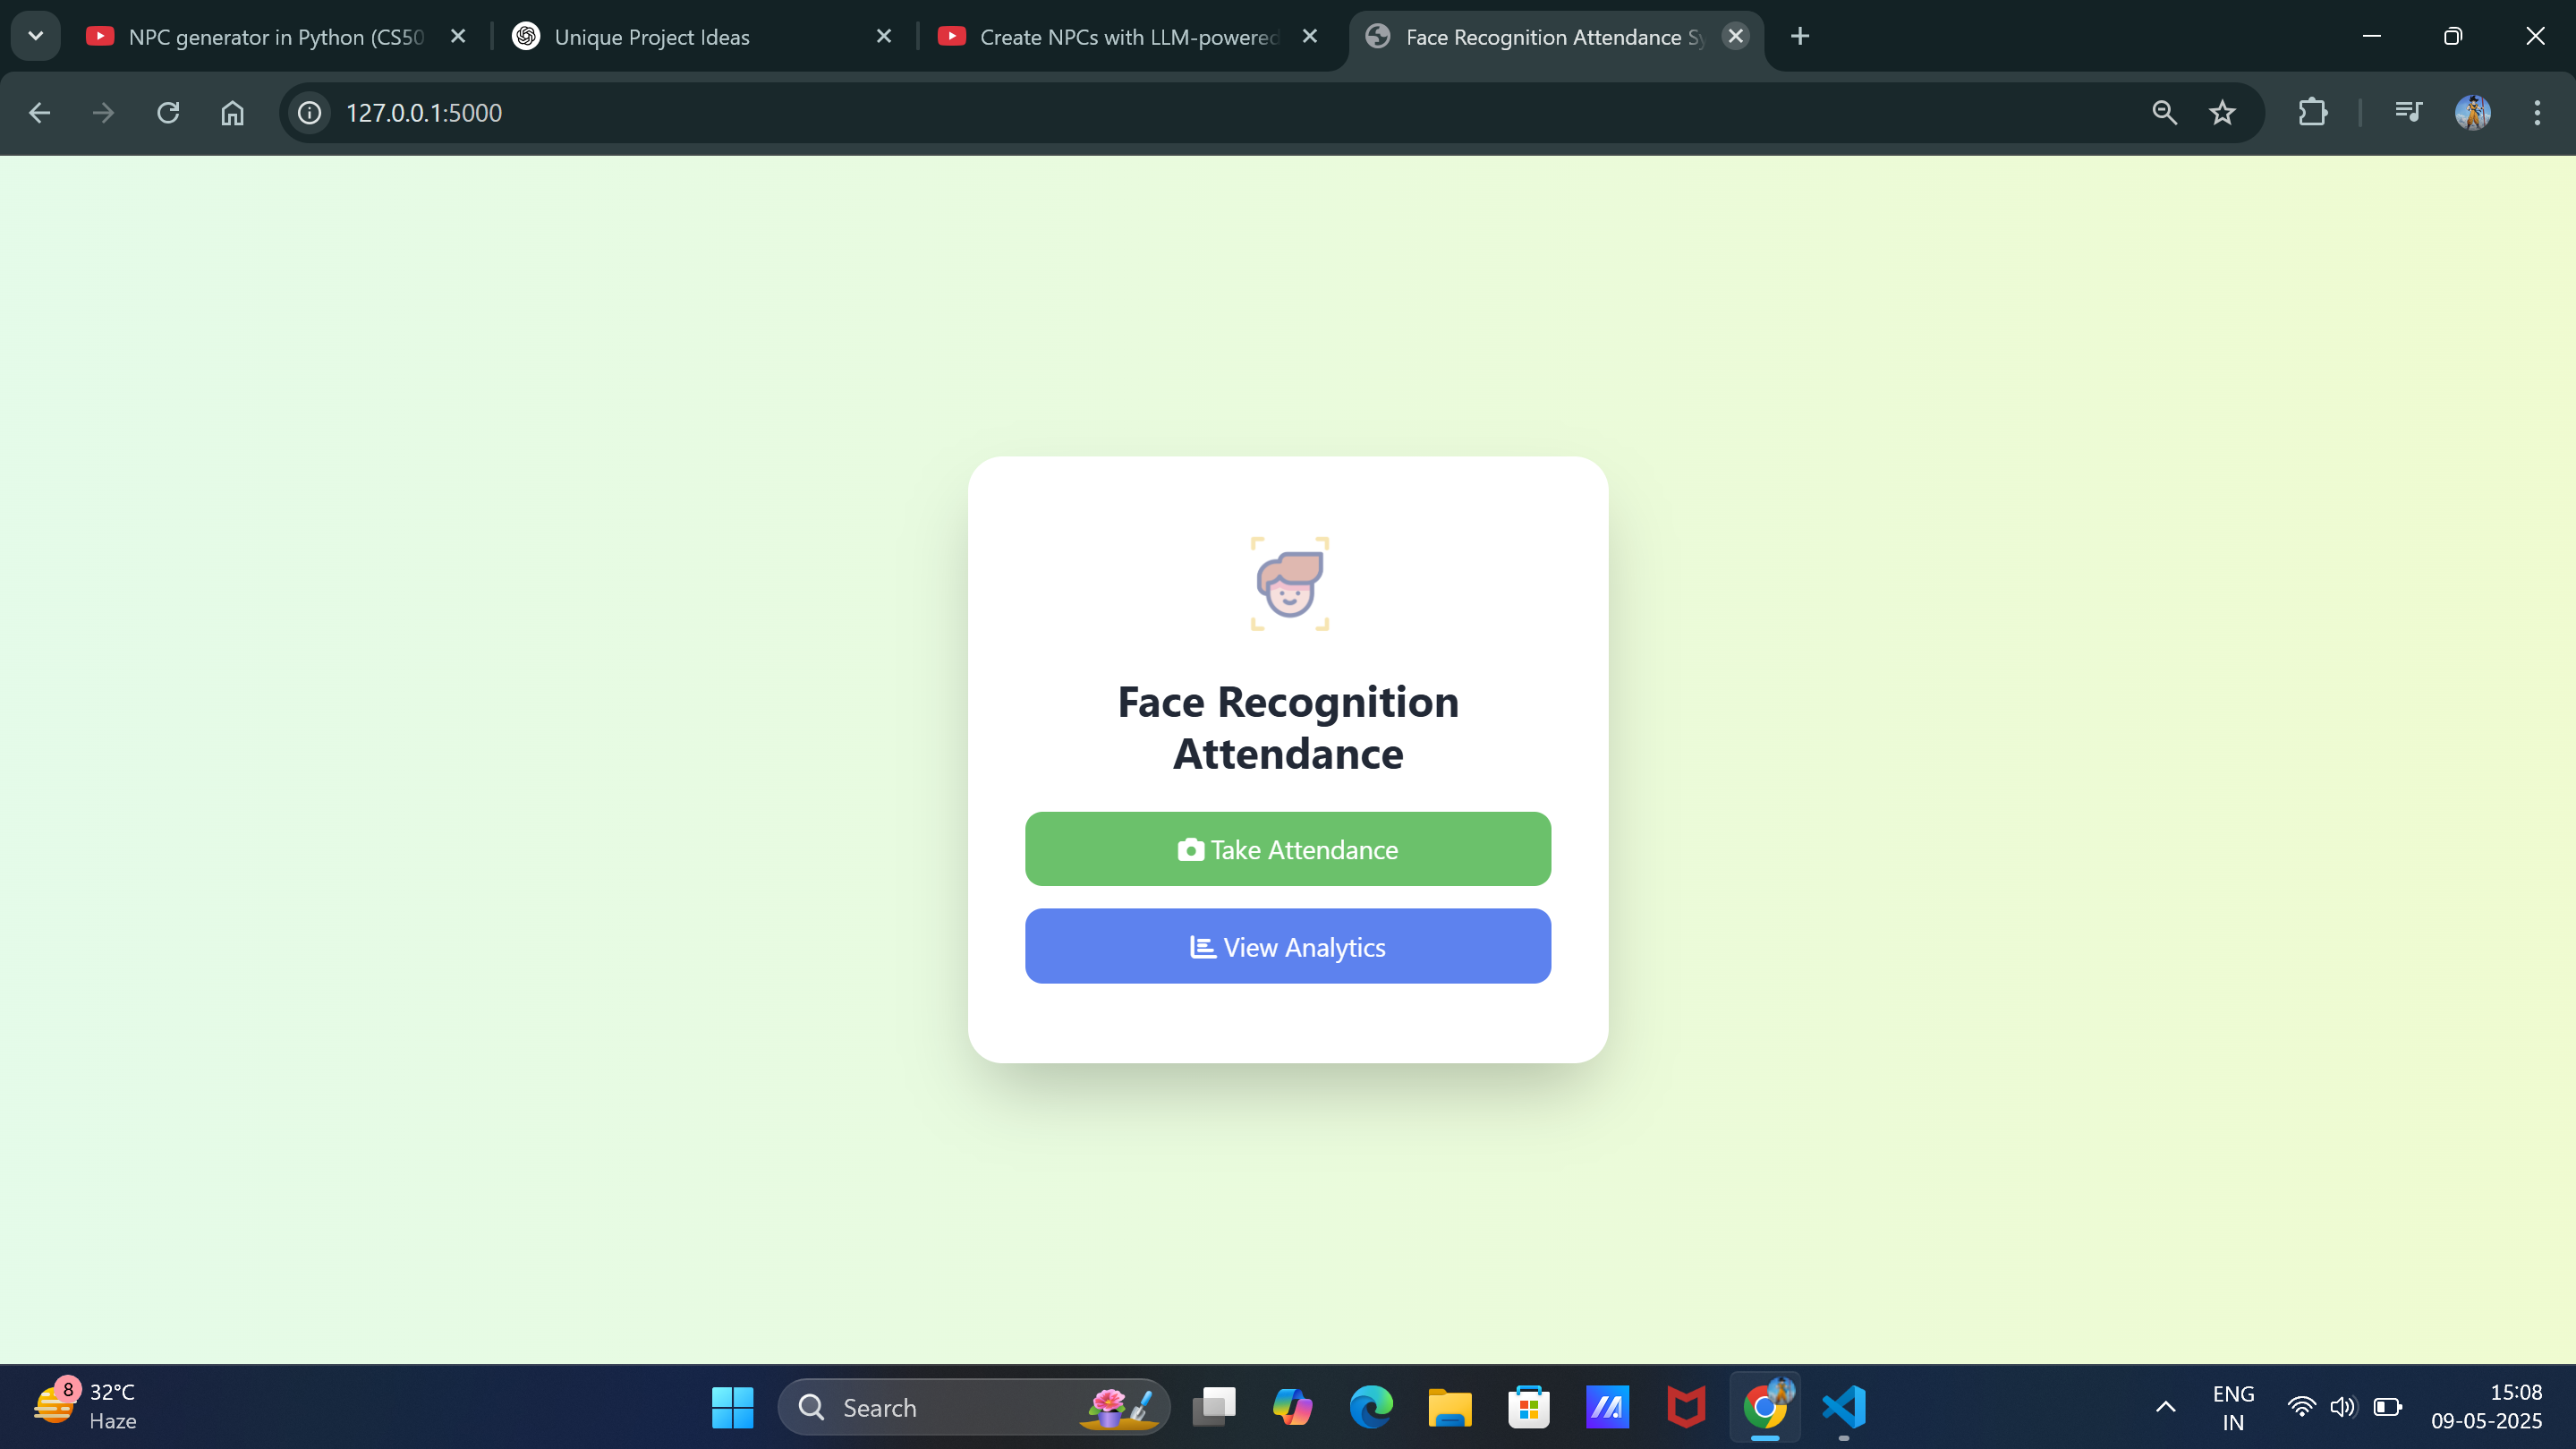 NPC generator in Python (CS50
Unique Project Ideas
Create NPCs with LLM-powered
Face Recognition Attendance Sy
127.0.0.1:5000
Face Recognition
Attendance
Take Attendance
View Analytics
8
32°C
Haze
Search
ENG
IN
15:08
09-05-2025